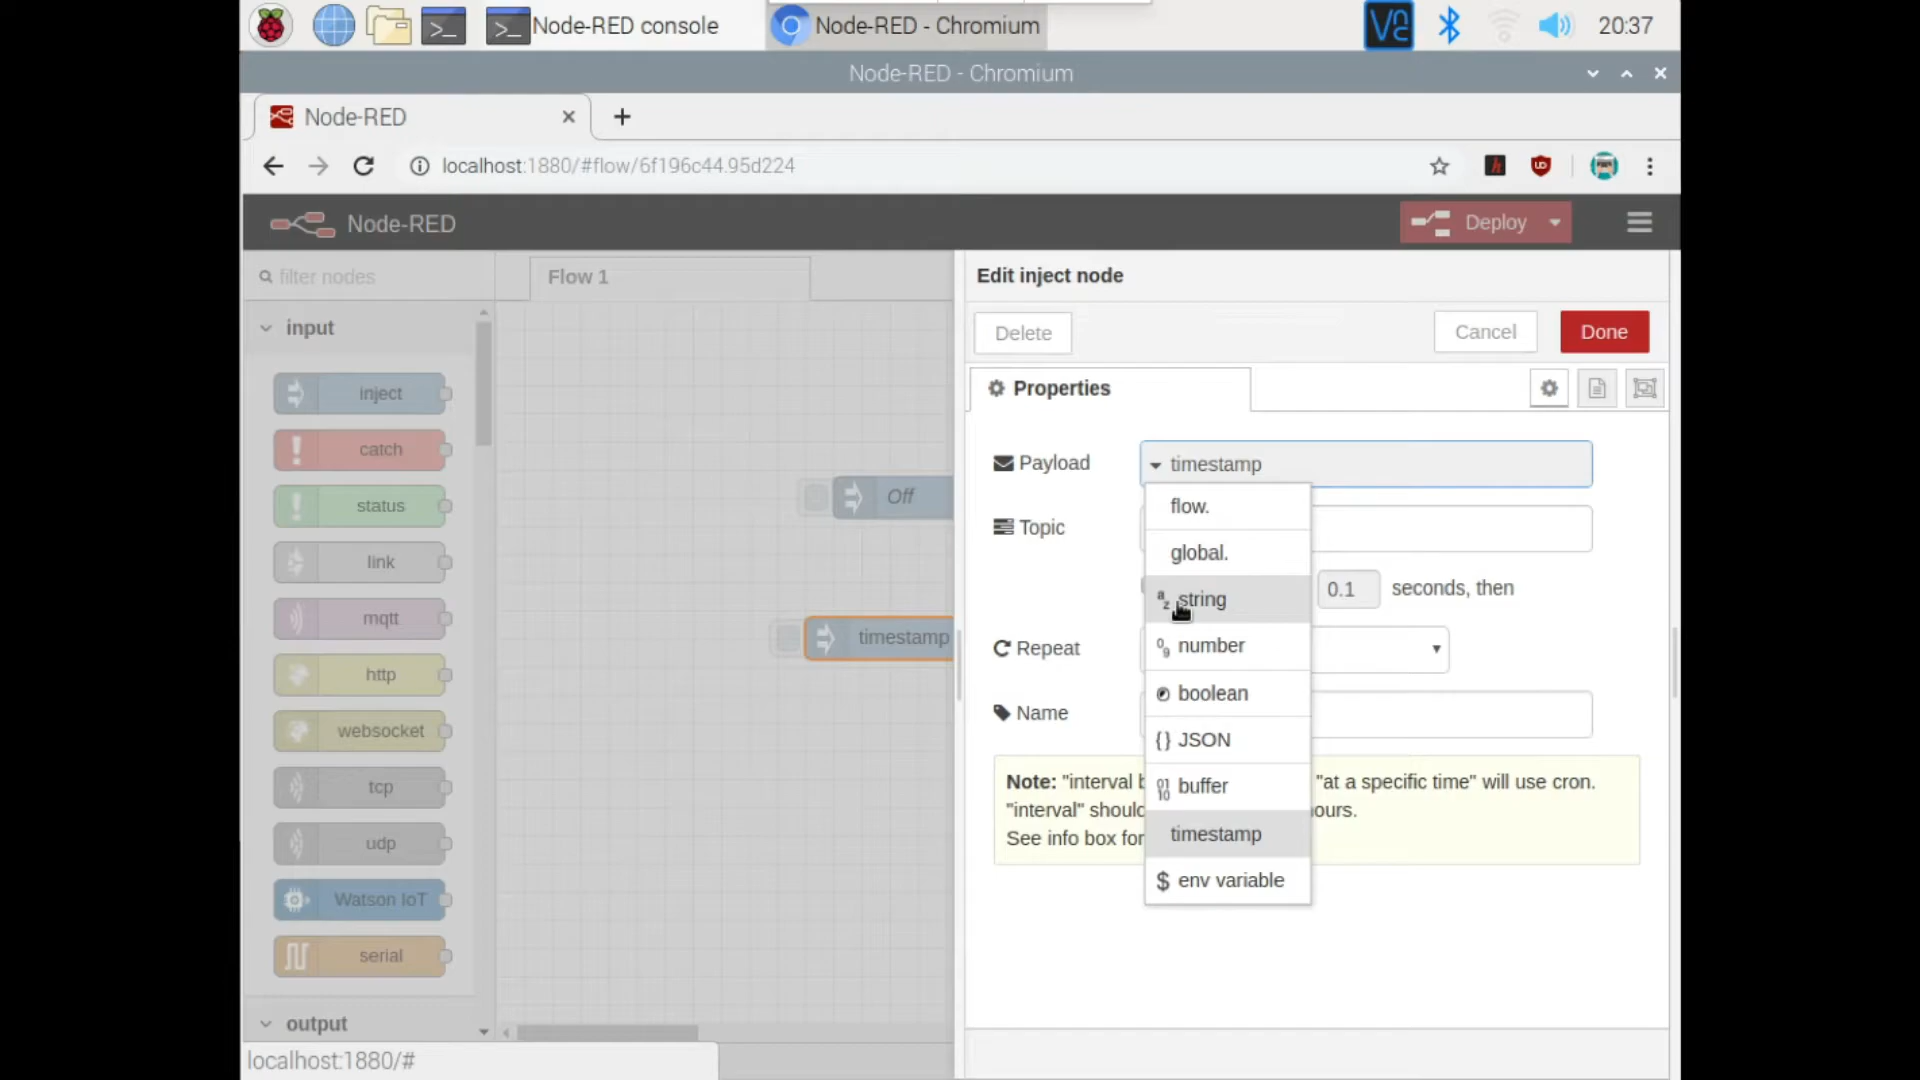 Node-RED console
Node-RED - Chromium
20:37
Node-RED - Chromium
Node-RED
localhost:1880/#flow/6f196c44.95d224
Node-RED
Deploy
filter nodes
Flow 1
Edit inject node
input
Delete
Cancel
Done
inject
Properties
catch
Payload
timestamp
status
Off
flow.
Topic
global.
link
string
0.1
seconds, then
mqtt
timestamp
number
Repeat
http
boolean
Name
websocket
JSON
Note: "interval b
"at a specific time" will use cron.
tcp
buffer
"interval" should
ours.
See info box for
timestamp
udp
env variable
Watson IoT
serial
output
localhost:1880/#